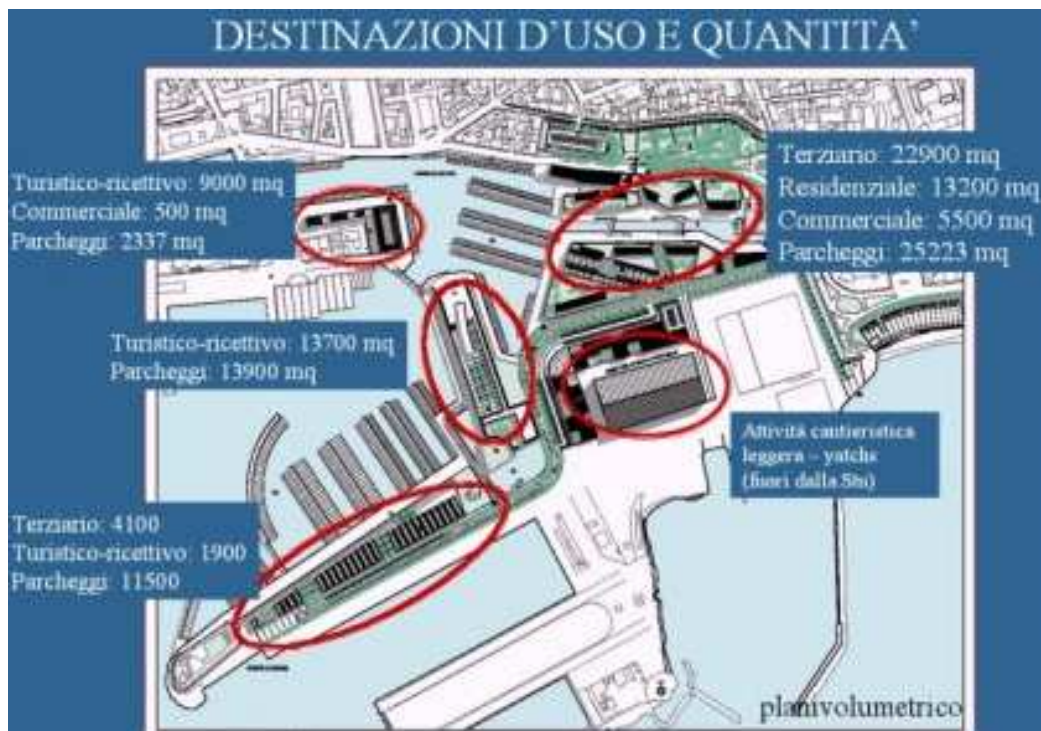 DESTINAZIONI D'USO E QUANTITA'
Turistico-ricettivo: 9000 mq
Commerciale: 500 mq
Parcheggi: 2337 mq
Terziario: 22900 mq
Residenziale: 13200 mq
Commerciale: 5500 mq
Parcheggi: 25223 mq
Turistico-ricettivo: 13700 mq
Parcheggi: 13900 mq
Attività cantieristica
leggera – yatchs
(fuori dalla Stu)
Terziario: 4100
Turistico-ricettivo: 1900
Parcheggi: 11500
planivolumetrico